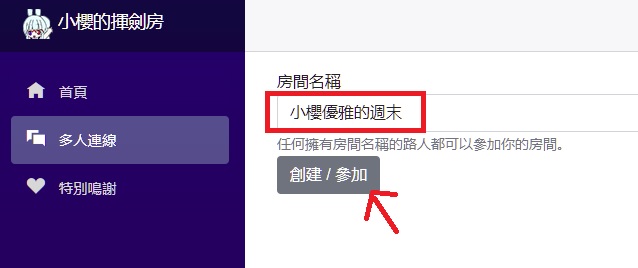 小櫻的揮劍房
首頁
多人連線
特別鳴謝
房間名稱
小櫻優雅的週末
任何擁有房間名稱的路人都可以參加你的房間。
創建 / 參加